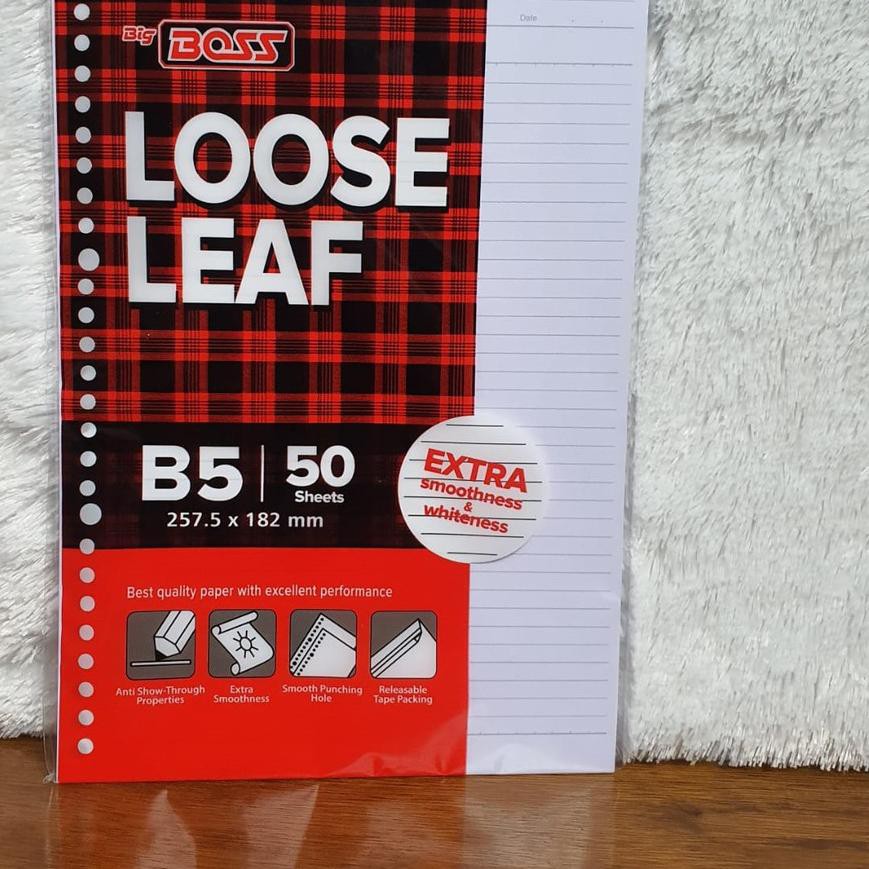 Big BOSS
Date
LOOSE
LEAF
B5 | 50
Sheets
257.5 x 182 mm
EXTRA
smoothness
&
whiteness
Best quality paper with excellent performance
Anti Show-Through
Properties
Extra
Smoothness
Smooth Punching
Hole
Releasable
Tape Packing